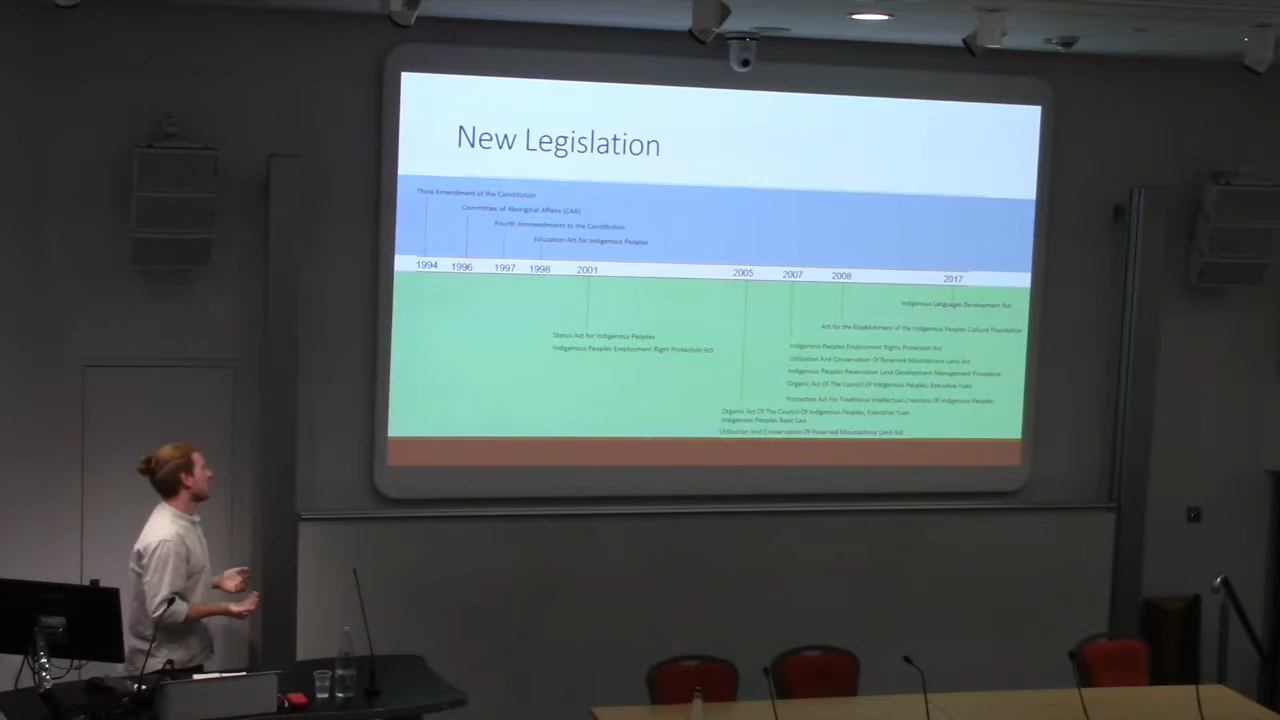 New Legislation
Third Amendment of the Constitution
Committee of Aboriginal Affairs (CAA)
Fourth Ammendments to the Constitution
Education Act for Indigenous Peoples
1994 1996 1997 1998 2001 2005 2007 2008 2017
Indigenous Languages Development Act
Act for the Establishment of the Indigenous Peoples Cultural Foundation
Status Act for Indigenous Peoples
Indigenous Peoples Employment Right Protection Act
Indigenous Peoples Employment Rights Protection Act
Utilization And Conservation Of Reserved Mountainous Land Act
Indigenous Peoples Reservation Land Development Management Procedure
Organic Act Of The Council Of Indigenous Peoples, Executive Yuan
Protection Act For Traditional Intellectual Creations Of Indigenous Peoples
Organic Act Of The Council Of Indigenous Peoples, Executive Yuan
Indigenous Peoples Basic Law
Utilization And Conservation Of Reserved Mountainous Land Act